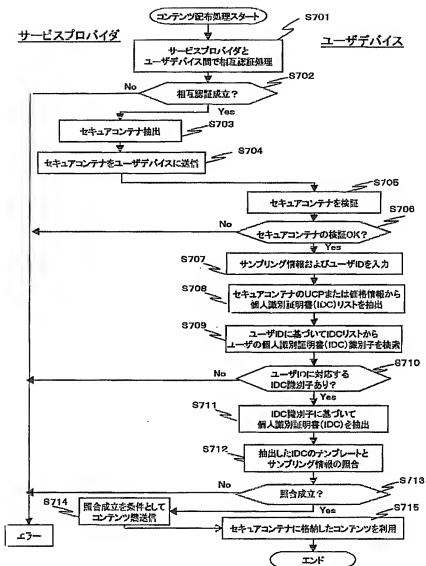 コンテンツ配布処理スタート
S701
サービスプロバイダ
ユーザデバイス
サービスプロバイダと
ユーザデバイス間で相互認証処理
S702
No
相互認証成立？
Yes
S703
セキュアコンテナ抽出
S704
セキュアコンテナをユーザデバイスに送信
S705
セキュアコンテナを検証
S706
No
セキュアコンテナの検証OK？
Yes
S707
サンプリング情報およびユーザIDを入力
S708
セキュアコンテナのUCPまたは価格情報から
個人識別証明書(IDC)リストを抽出
S709
ユーザIDに基づいてIDCリストから
ユーザの個人識別証明書(IDC)識別子を検索
S710
No
ユーザIDに対応する
IDC識別子あり？
Yes
S711
IDC識別子に基づいて
個人識別証明書(IDC)を抽出
S712
抽出したIDCのテンプレートと
サンプリング情報の照合
S713
No
照合成立？
S714
Yes
照合成立を条件として
コンテンツ鍵送信
S715
セキュアコンテナに格納したコンテンツを利用
エラー
エンド